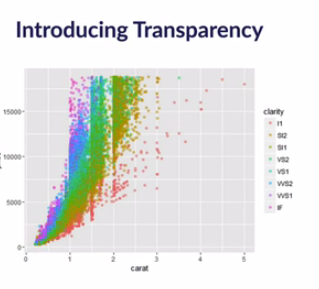 Introducing Transparency
clarity
I1
SI2
SI1
VS2
VS1
VVS2
VVS1
IF
15000
10000
5000
0
0 1 2 3 4 5
carat